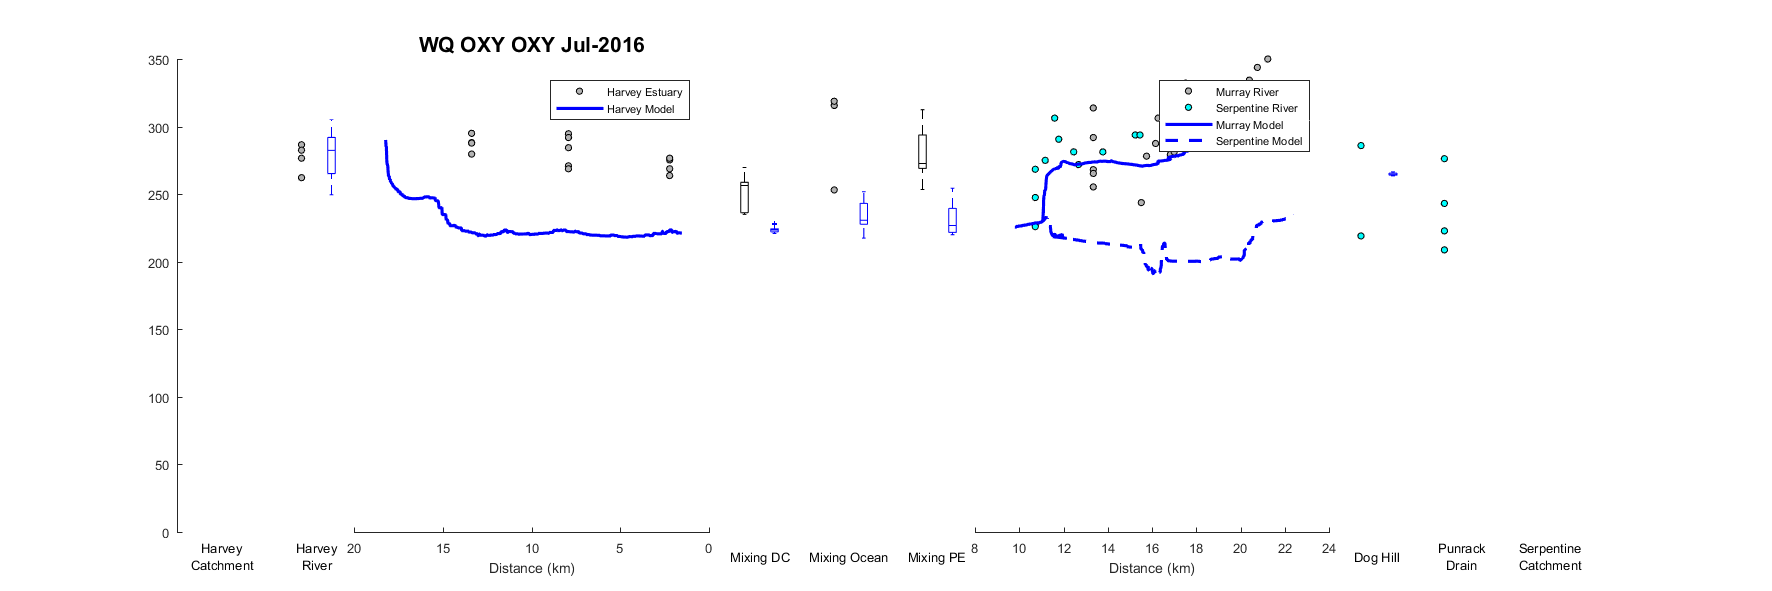 WQ OXY OXY Jul-2016
350
300
250
200
150
100
50
0
Harvey Estuary
Harvey Model
Murray River
Serpentine River
Murray Model
Serpentine Model
Harvey
Catchment
Harvey
River
20 15 10 5 0
Distance (km)
Mixing DC
Mixing Ocean
Mixing PE
8 10 12 14 16 18 20 22 24
Distance (km)
Dog Hill
Punrack
Drain
Serpentine
Catchment